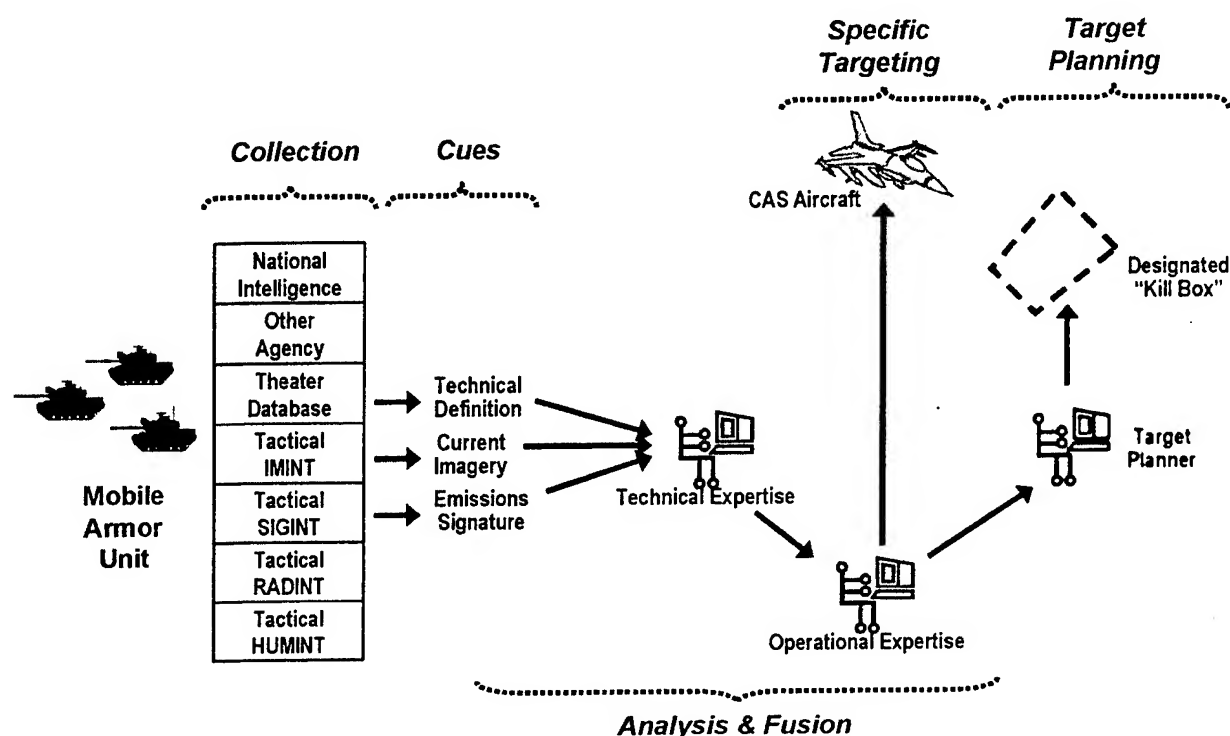 Specific
Targeting
Target
Planning
Collection
Cues
CAS Aircraft
National
Intelligence
Other
Agency
Theater
Database
Tactical
IMINT
Tactical
SIGINT
Tactical
RADINT
Tactical
HUMINT
Mobile
Armor
Unit
Technical
Definition
Current
Imagery
Emissions
Signature
Technical Expertise
Operational Expertise
Designated
"Kill Box"
Target
Planner
Analysis & Fusion